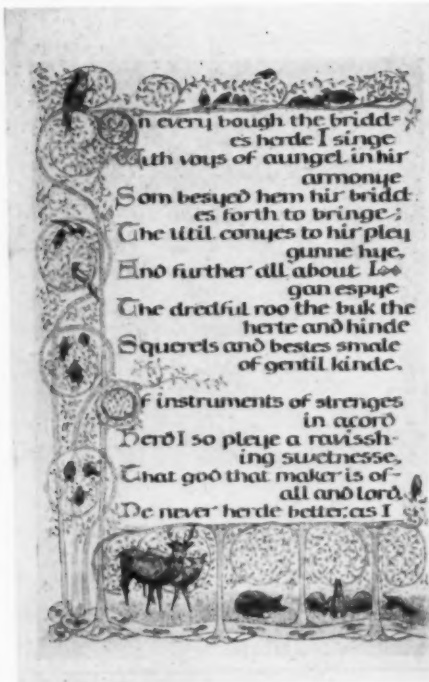 On every bough the bridd=
es herde I singe
With voys of aungel in hir
armonye
Som besyed hem hir bridd
es forth to bringe;
The litil conyes to hir pley
gunne hye,
And further all about I
gan espye
The dredful roo the buk the
herte and hinde
Squerels and bestes smale
of gentil kinde.
Of instruments of strenges
in acord
Herd I so pleye a ravissh-
ing swetnesse,
That god that maker is of-
all and lord
Ne never herde better: as I